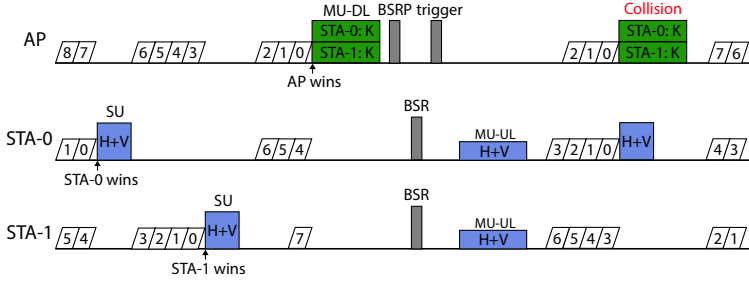 MU-DL BSRP trigger Collision
AP 8 7 6 5 4 3 2 1 0 STA-0: K STA-1: K 2 1 0 STA-0: K STA-1: K 7 6
AP wins
SU BSR
STA-0 1 0 H+V 6 5 4 MU-UL H+V 3 2 1 0 H+V 4 3
STA-0 wins
SU BSR
STA-1 5 4 3 2 1 0 H+V 7 MU-UL H+V 6 5 4 3 2 1
STA-1 wins